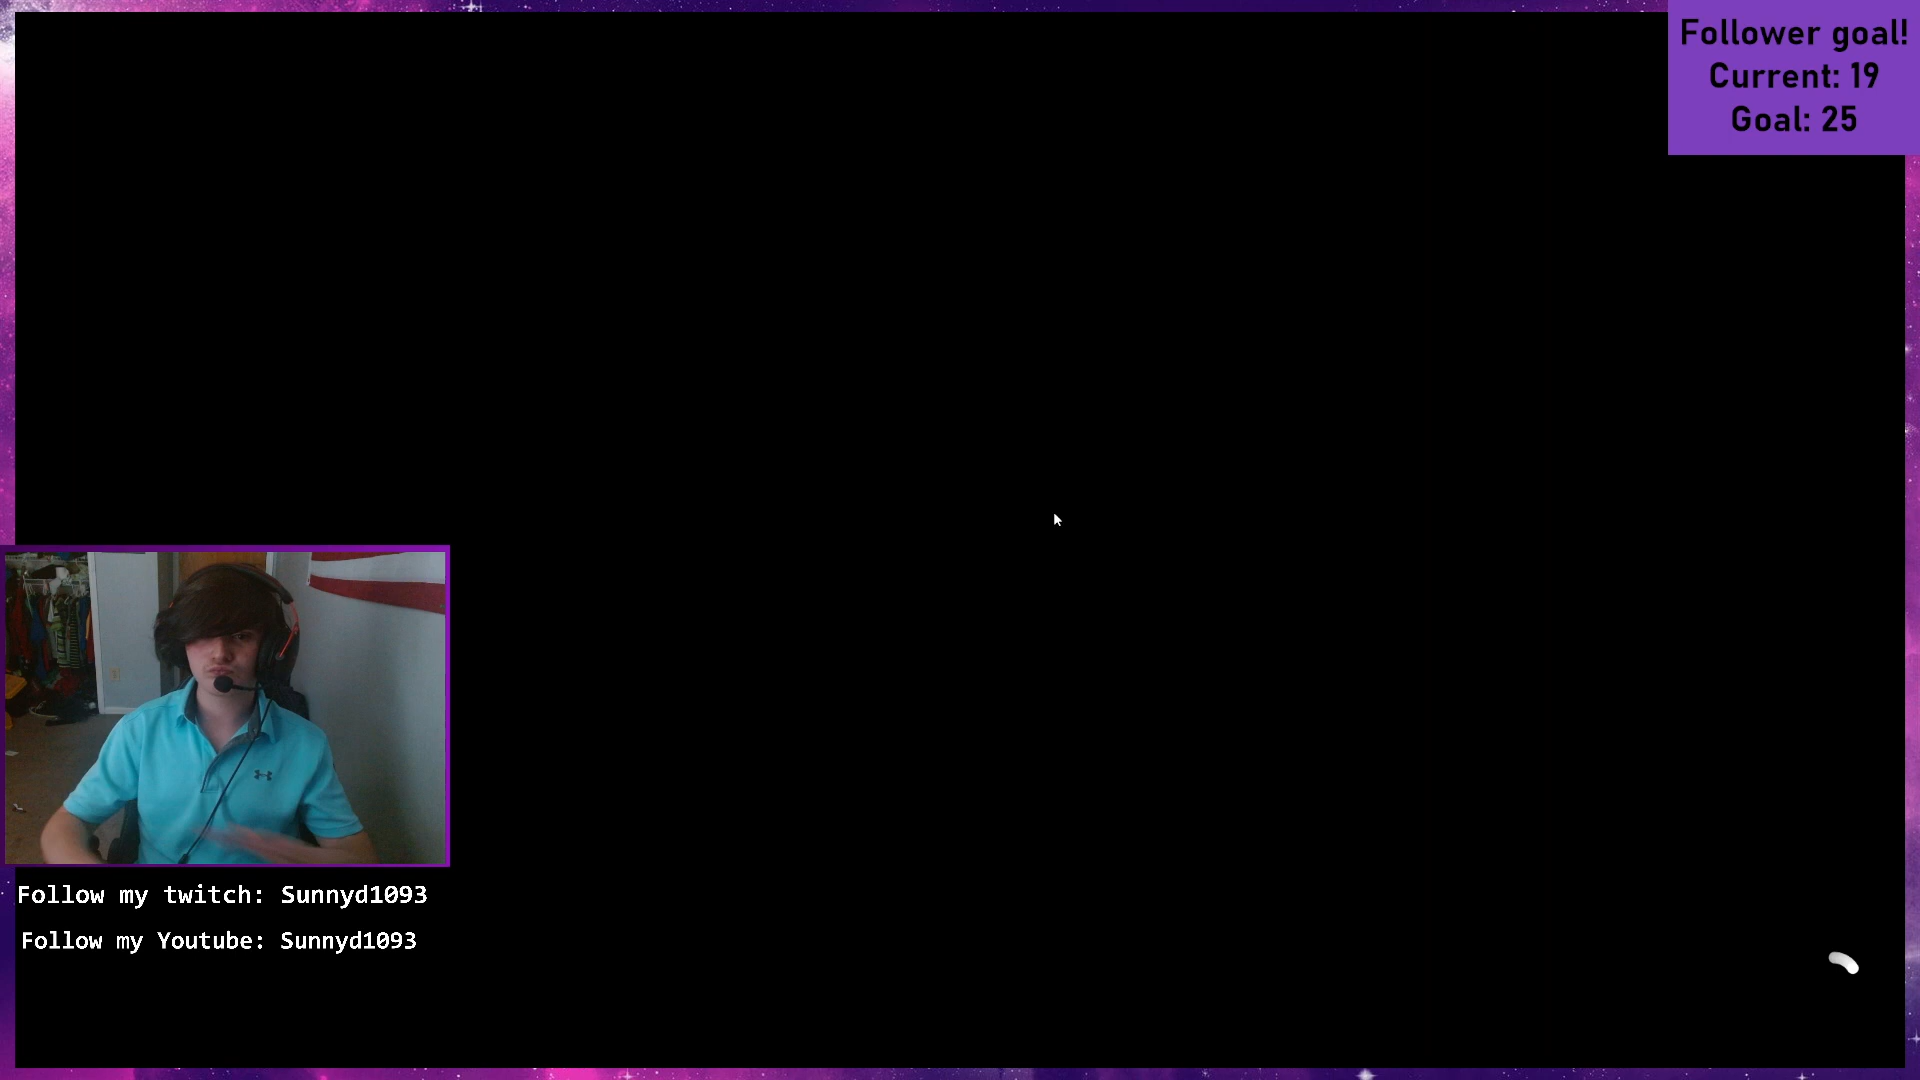 Follower goal!
Current: 19
Goal: 25
Follow my twitch: Sunnyd1093
Follow my Youtube: Sunnyd1093